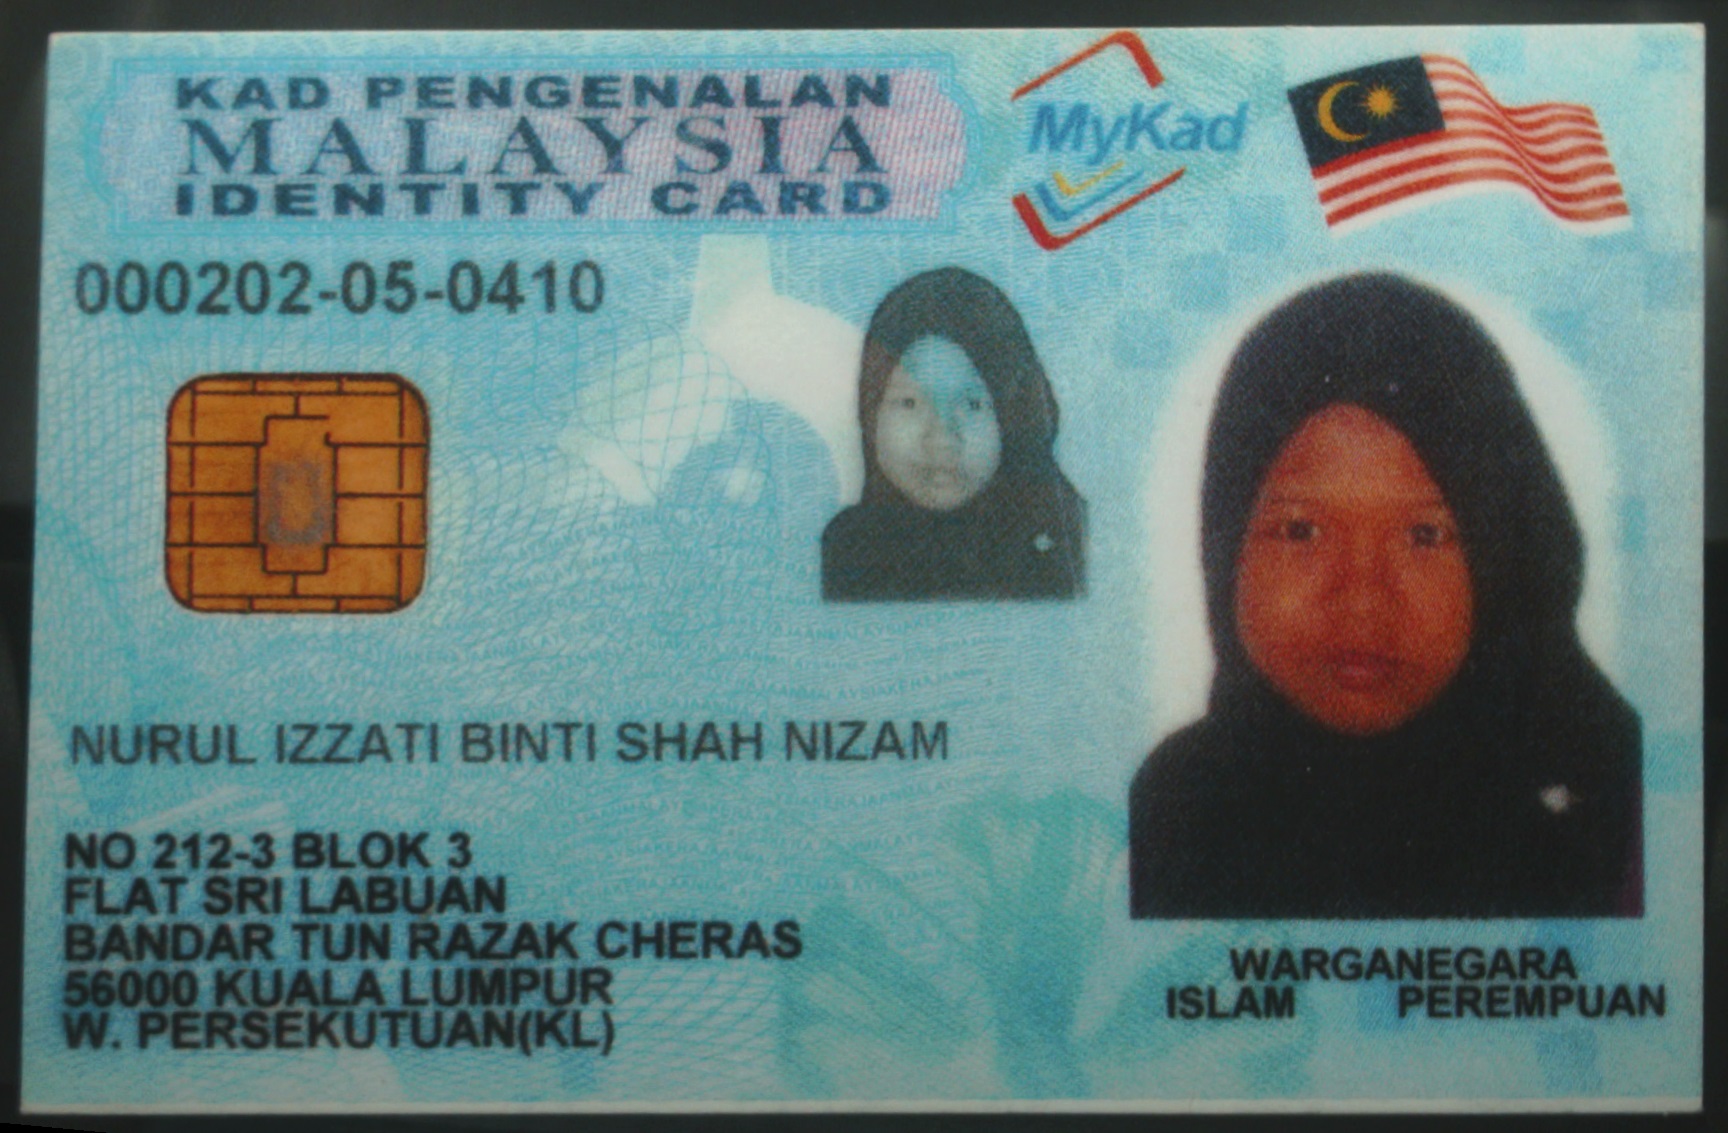 KAD PENGENALAN
MALAYSIA
IDENTITY CARD
MyKad
000202-05-0410
NURUL IZZATI BINTI SHAH NIZAM
NO 212-3 BLOK 3
FLAT SRI LABUAN
BANDAR TUN RAZAK CHERAS
56000 KUALA LUMPUR
W. PERSEKUTUAN(KL)
WARGANEGARA
ISLAM PEREMPUAN